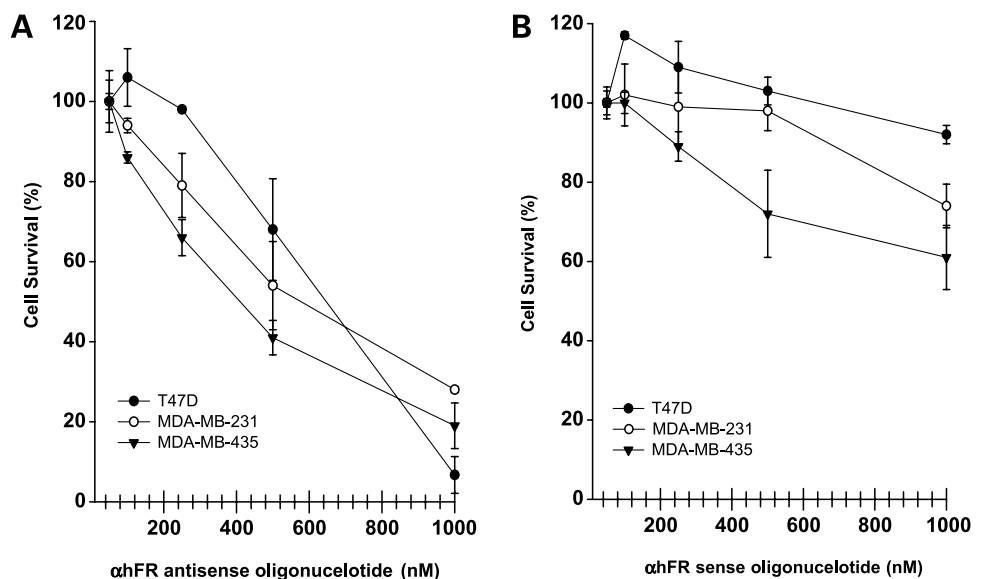 A
120
100
80
60
40
20
0
Cell Survival (%)
T47D
MDA-MB-231
MDA-MB-435
200 400 600 800 1000
αhFR antisense oligonucelotide (nM)
B
120
100
80
60
40
20
0
Cell Survival (%)
T47D
MDA-MB-231
MDA-MB-435
200 400 600 800 1000
αhFR sense oligonucelotide (nM)